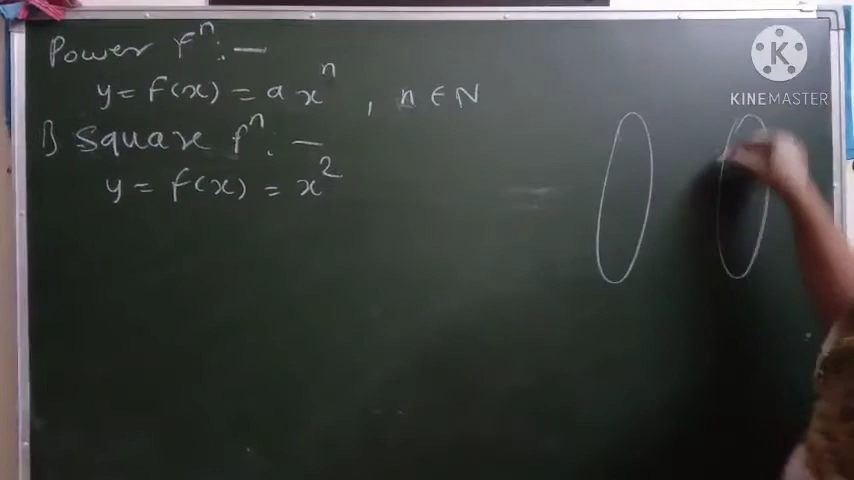 Power fⁿ: —
y = f(x) = a xⁿ , n ∈ N
1) Square fⁿ: —
y = f(x) = x²
KINEMASTER